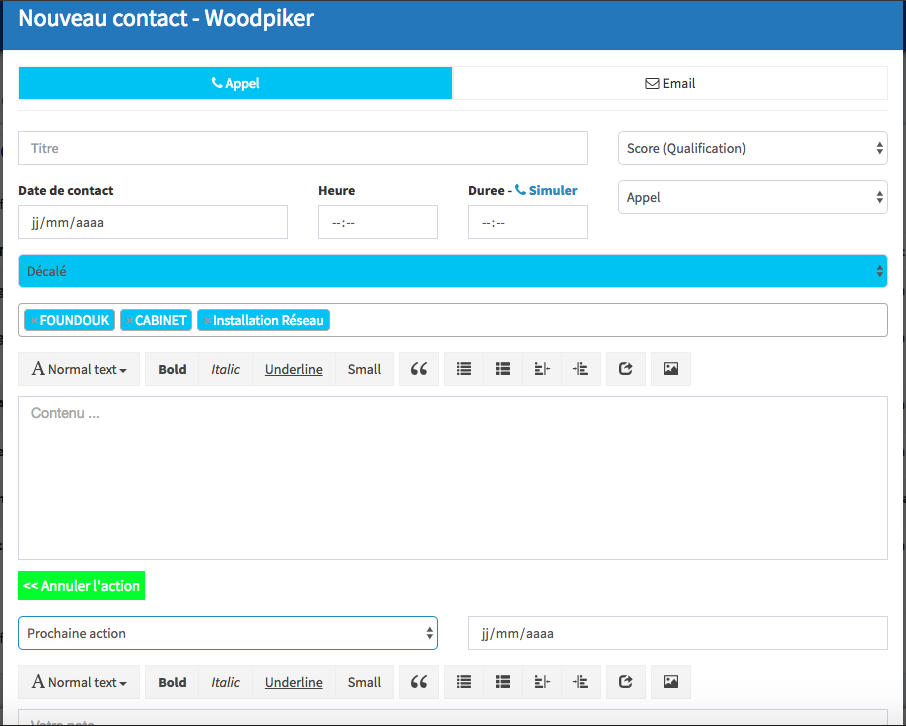 Nouveau contact - Woodpiker
Appel
Email
Titre
Score (Qualification)
Date de contact
Heure
Duree - Simuler
Appel
jj/mm/aaaa
--:--
--:--
Décalé
×FOUNDOUK ×CABINET ×Installation Réseau
A Normal text Bold Italic Underline Small
Contenu ...
<< Annuler l'action
Prochaine action
jj/mm/aaaa
A Normal text Bold Italic Underline Small
Votre note